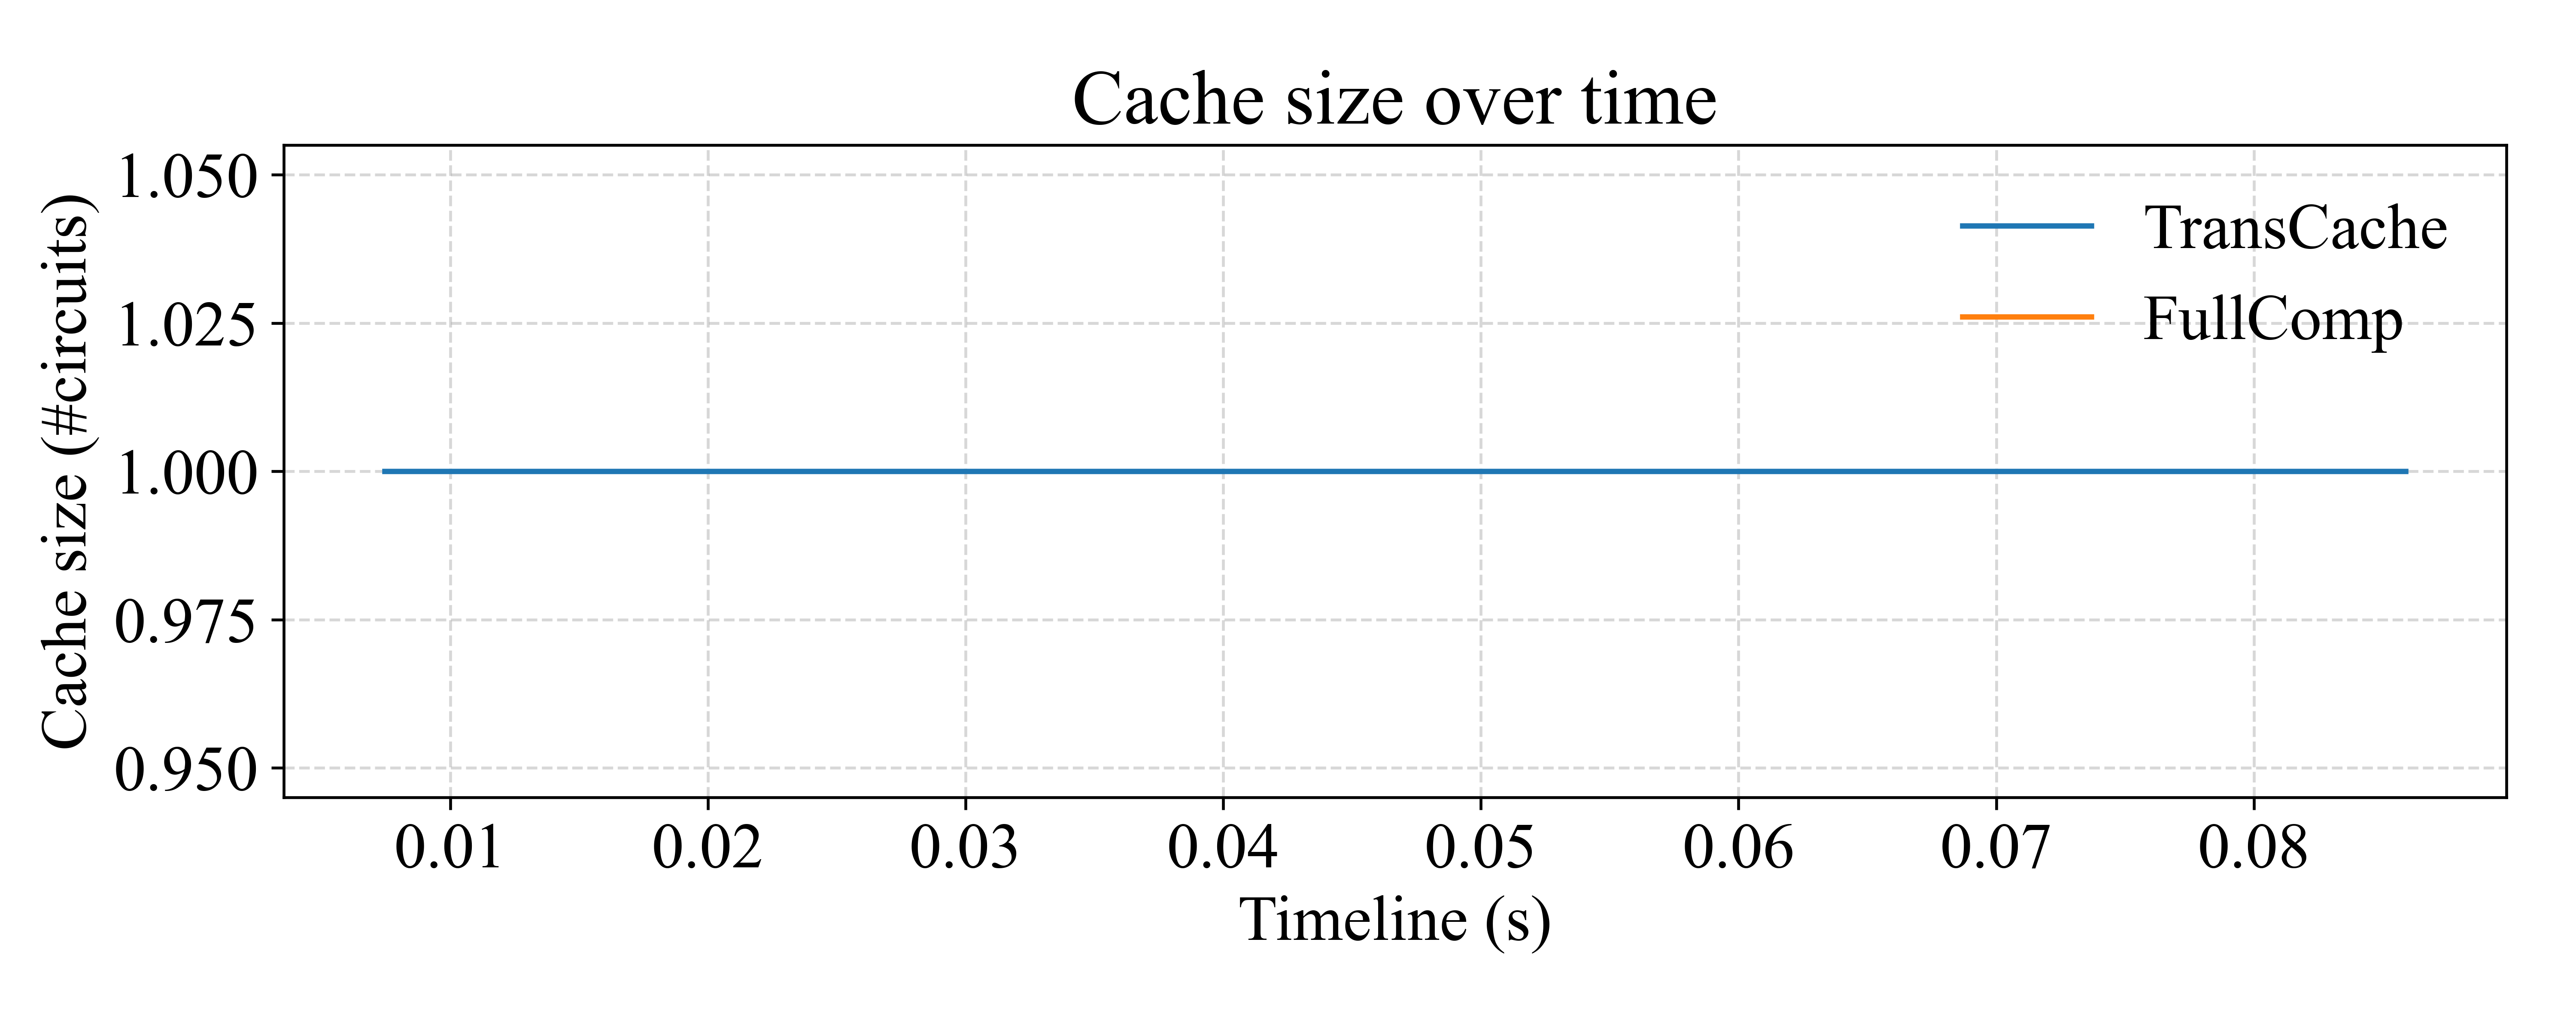 Cache size over time
Cache size (#circuits)
1.050
1.025
1.000
0.975
0.950
TransCache
FullComp
0.01 0.02 0.03 0.04 0.05 0.06 0.07 0.08
Timeline (s)